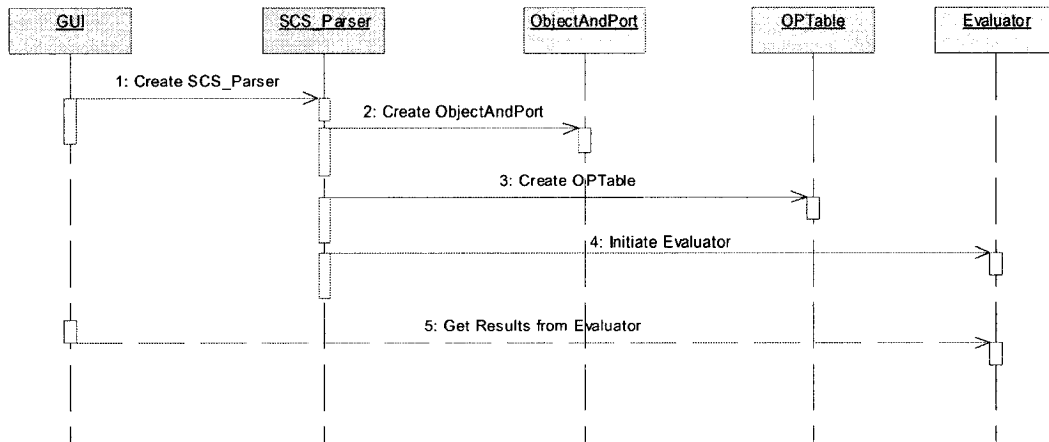 GUI
SCS_Parser
ObjectAndPort
OPTable
Evaluator
1: Create SCS_Parser
2: Create ObjectAndPort
3: Create OPTable
4: Initiate Evaluator
5: Get Results from Evaluator